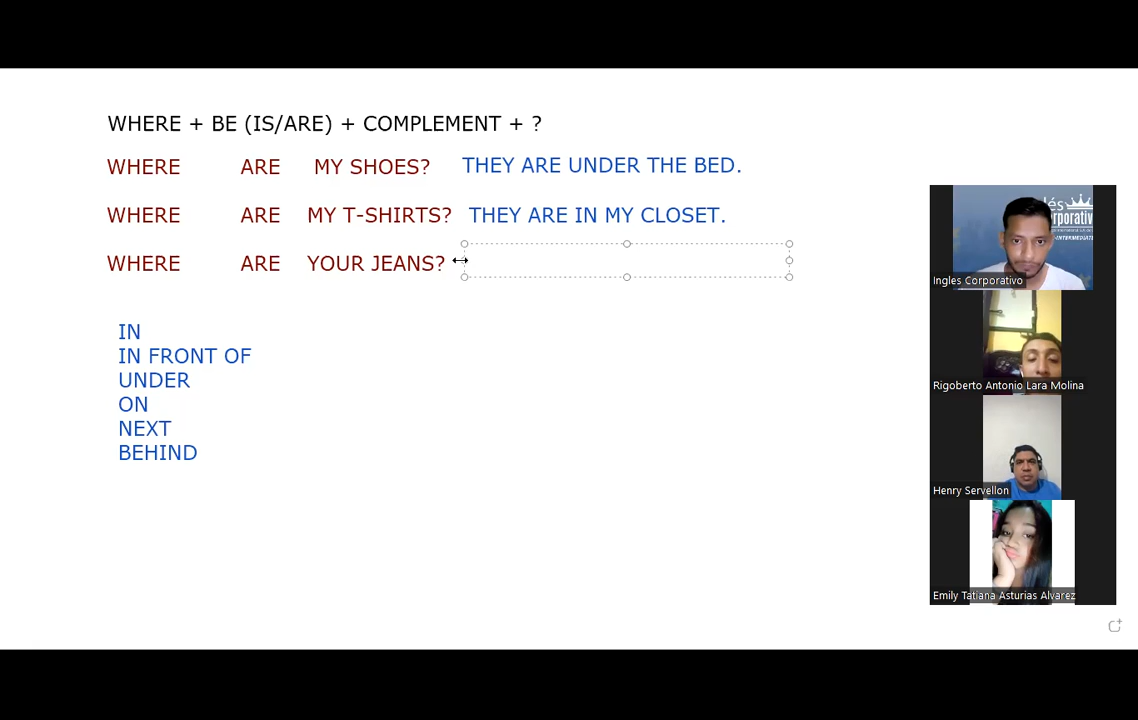 WHERE + BE (IS/ARE) + COMPLEMENT + ?
WHERE ARE MY SHOES? THEY ARE UNDER THE BED.
WHERE ARE MY T-SHIRTS? THEY ARE IN MY CLOSET.
WHERE ARE YOUR JEANS?
IN
IN FRONT OF
UNDER
ON
NEXT
BEHIND
Ingles Corporativo
Rigoberto Antonio Lara Molina
Henry Servellon
Emily Tatiana Asturias Alvarez